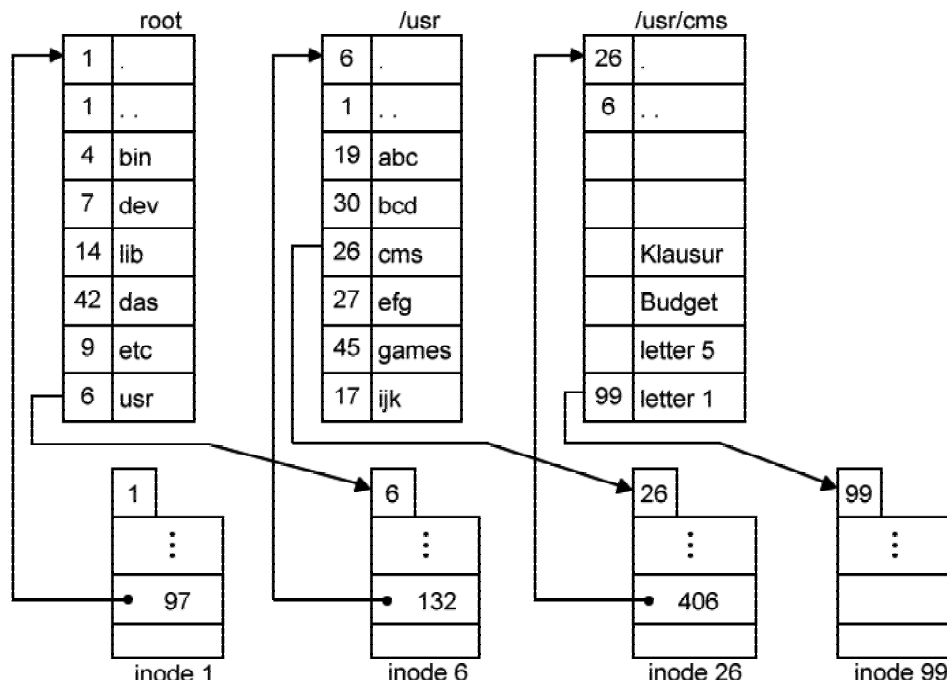 root
1 .
1 . .
4 bin
7 dev
14 lib
42 das
9 etc
6 usr
/usr
6 .
1 . .
19 abc
30 bcd
26 cms
27 efg
45 games
17 ijk
/usr/cms
26 .
6 . .
Klausur
Budget
letter 5
99 letter 1
1
⋮
97
inode 1
6
⋮
132
inode 6
26
⋮
406
inode 26
99
⋮
inode 99